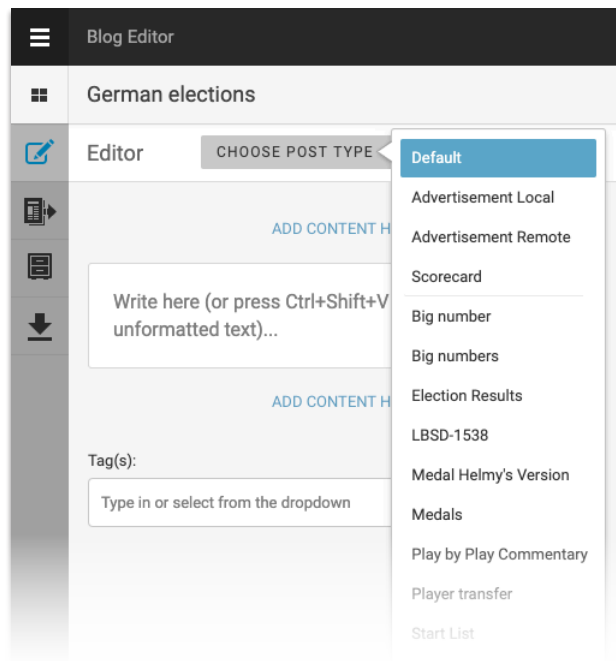 Blog Editor
German elections
Editor
CHOOSE POST TYPE
ADD CONTENT H
Write here (or press Ctrl+Shift+V
unformatted text)...
ADD CONTENT H
Tag(s):
Type in or select from the dropdown
Default
Advertisement Local
Advertisement Remote
Scorecard
Big number
Big numbers
Election Results
LBSD-1538
Medal Helmy's Version
Medals
Play by Play Commentary
Player transfer
Start List